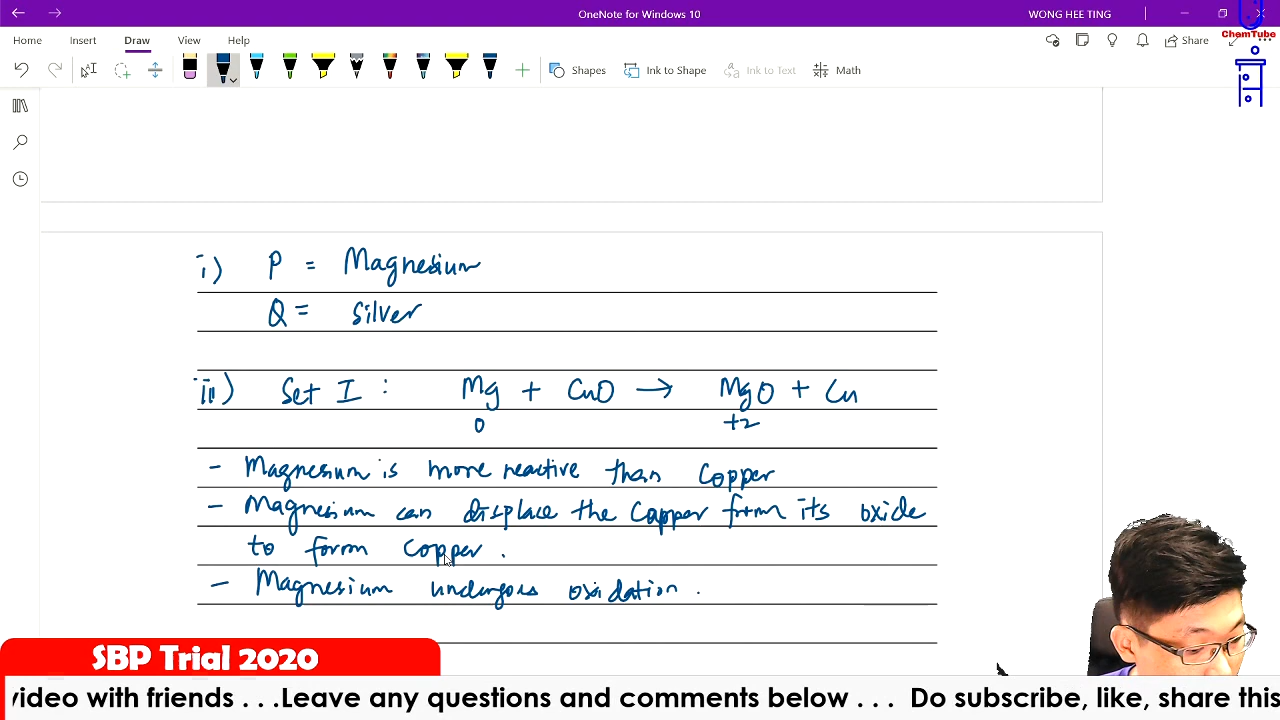 OneNote for Windows 10
WONG HEE TING
ChemTube
Home Insert Draw View Help
Share
Shapes Ink to Shape Ink to Text Math
i) P = Magnesium
Q = Silver
ii) Set I : Mg + CuO → MgO + Cu
0 +2
- Magnesium is more reactive than Copper
- Magnesium can displace the Copper from its oxide
to form copper.
- Magnesium undergoes oxidation.
SBP Trial 2020
video with friends . . .Leave any questions and comments below . . . Do subscribe, like, share this